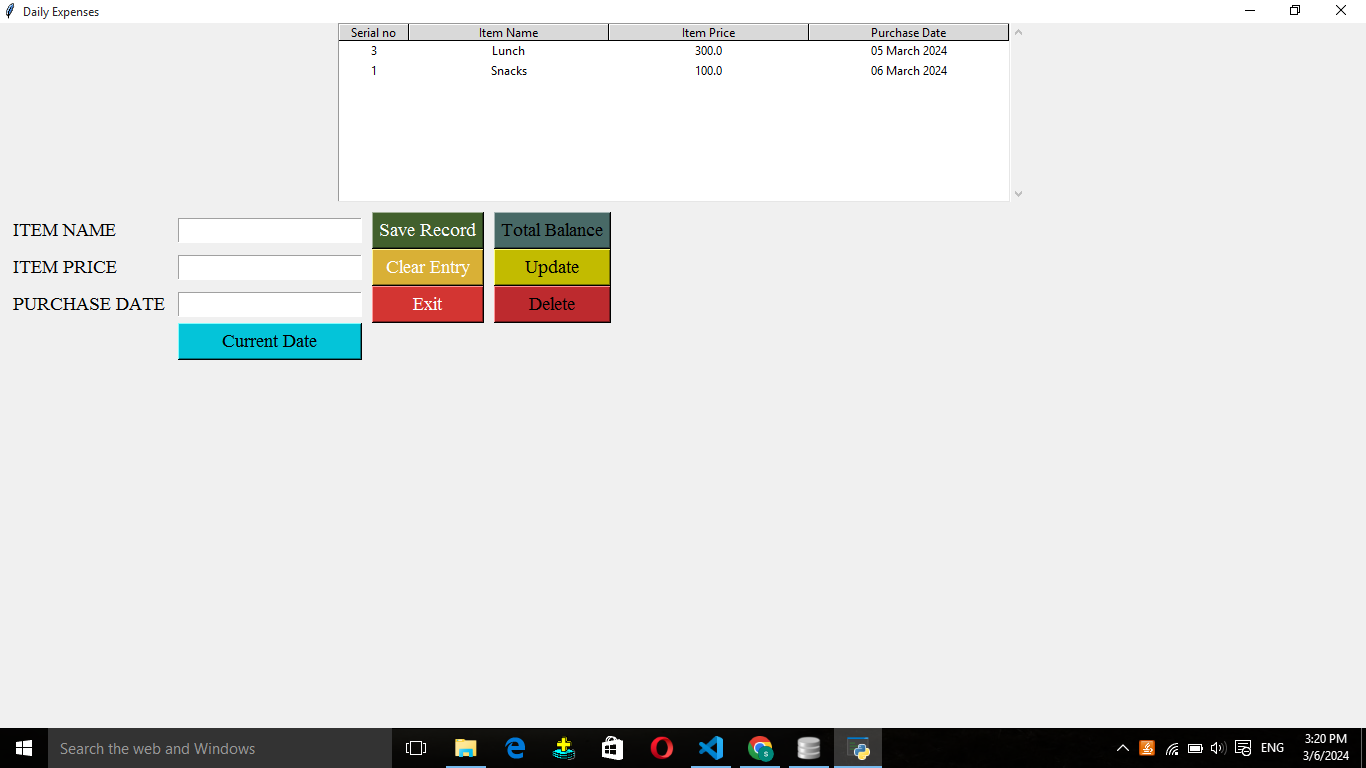 Daily Expenses
Serial no Item Name Item Price Purchase Date
3 Lunch 300.0 05 March 2024
1 Snacks 100.0 06 March 2024
ITEM NAME Save Record Total Balance
ITEM PRICE Clear Entry Update
PURCHASE DATE Exit Delete
Current Date
Search the web and Windows
ENG
3:20 PM
3/6/2024